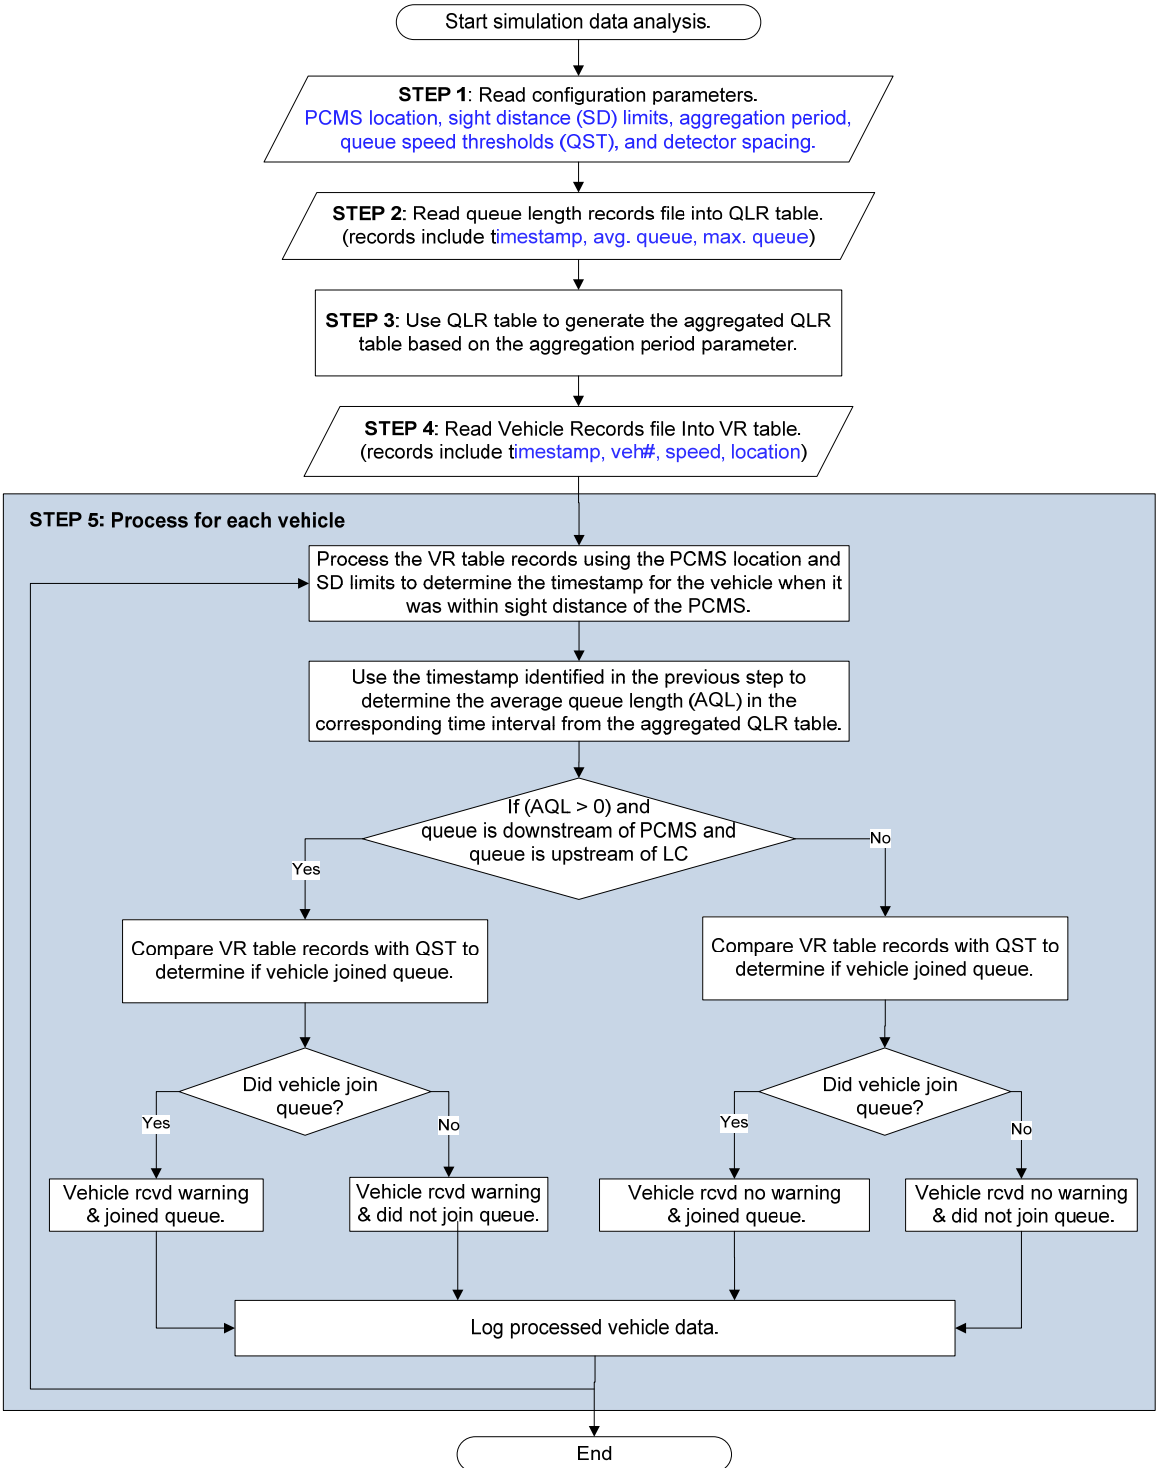 Start simulation data analysis.
STEP 1: Read configuration parameters.
PCMS location, sight distance (SD) limits, aggregation period,
queue speed thresholds (QST), and detector spacing.
STEP 2: Read queue length records file into QLR table.
(records include timestamp, avg. queue, max. queue)
STEP 3: Use QLR table to generate the aggregated QLR
table based on the aggregation period parameter.
STEP 4: Read Vehicle Records file Into VR table.
(records include timestamp, veh#, speed, location)
STEP 5: Process for each vehicle
Process the VR table records using the PCMS location and
SD limits to determine the timestamp for the vehicle when it
was within sight distance of the PCMS.
Use the timestamp identified in the previous step to
determine the average queue length (AQL) in the
corresponding time interval from the aggregated QLR table.
If (AQL > 0) and
queue is downstream of PCMS and
queue is upstream of LC
Yes
No
Compare VR table records with QST to
determine if vehicle joined queue.
Compare VR table records with QST to
determine if vehicle joined queue.
Did vehicle join
queue?
Did vehicle join
queue?
Yes
No
Yes
No
Vehicle rcvd warning
& joined queue.
Vehicle rcvd warning
& did not join queue.
Vehicle rcvd no warning
& joined queue.
Vehicle rcvd no warning
& did not join queue.
Log processed vehicle data.
End